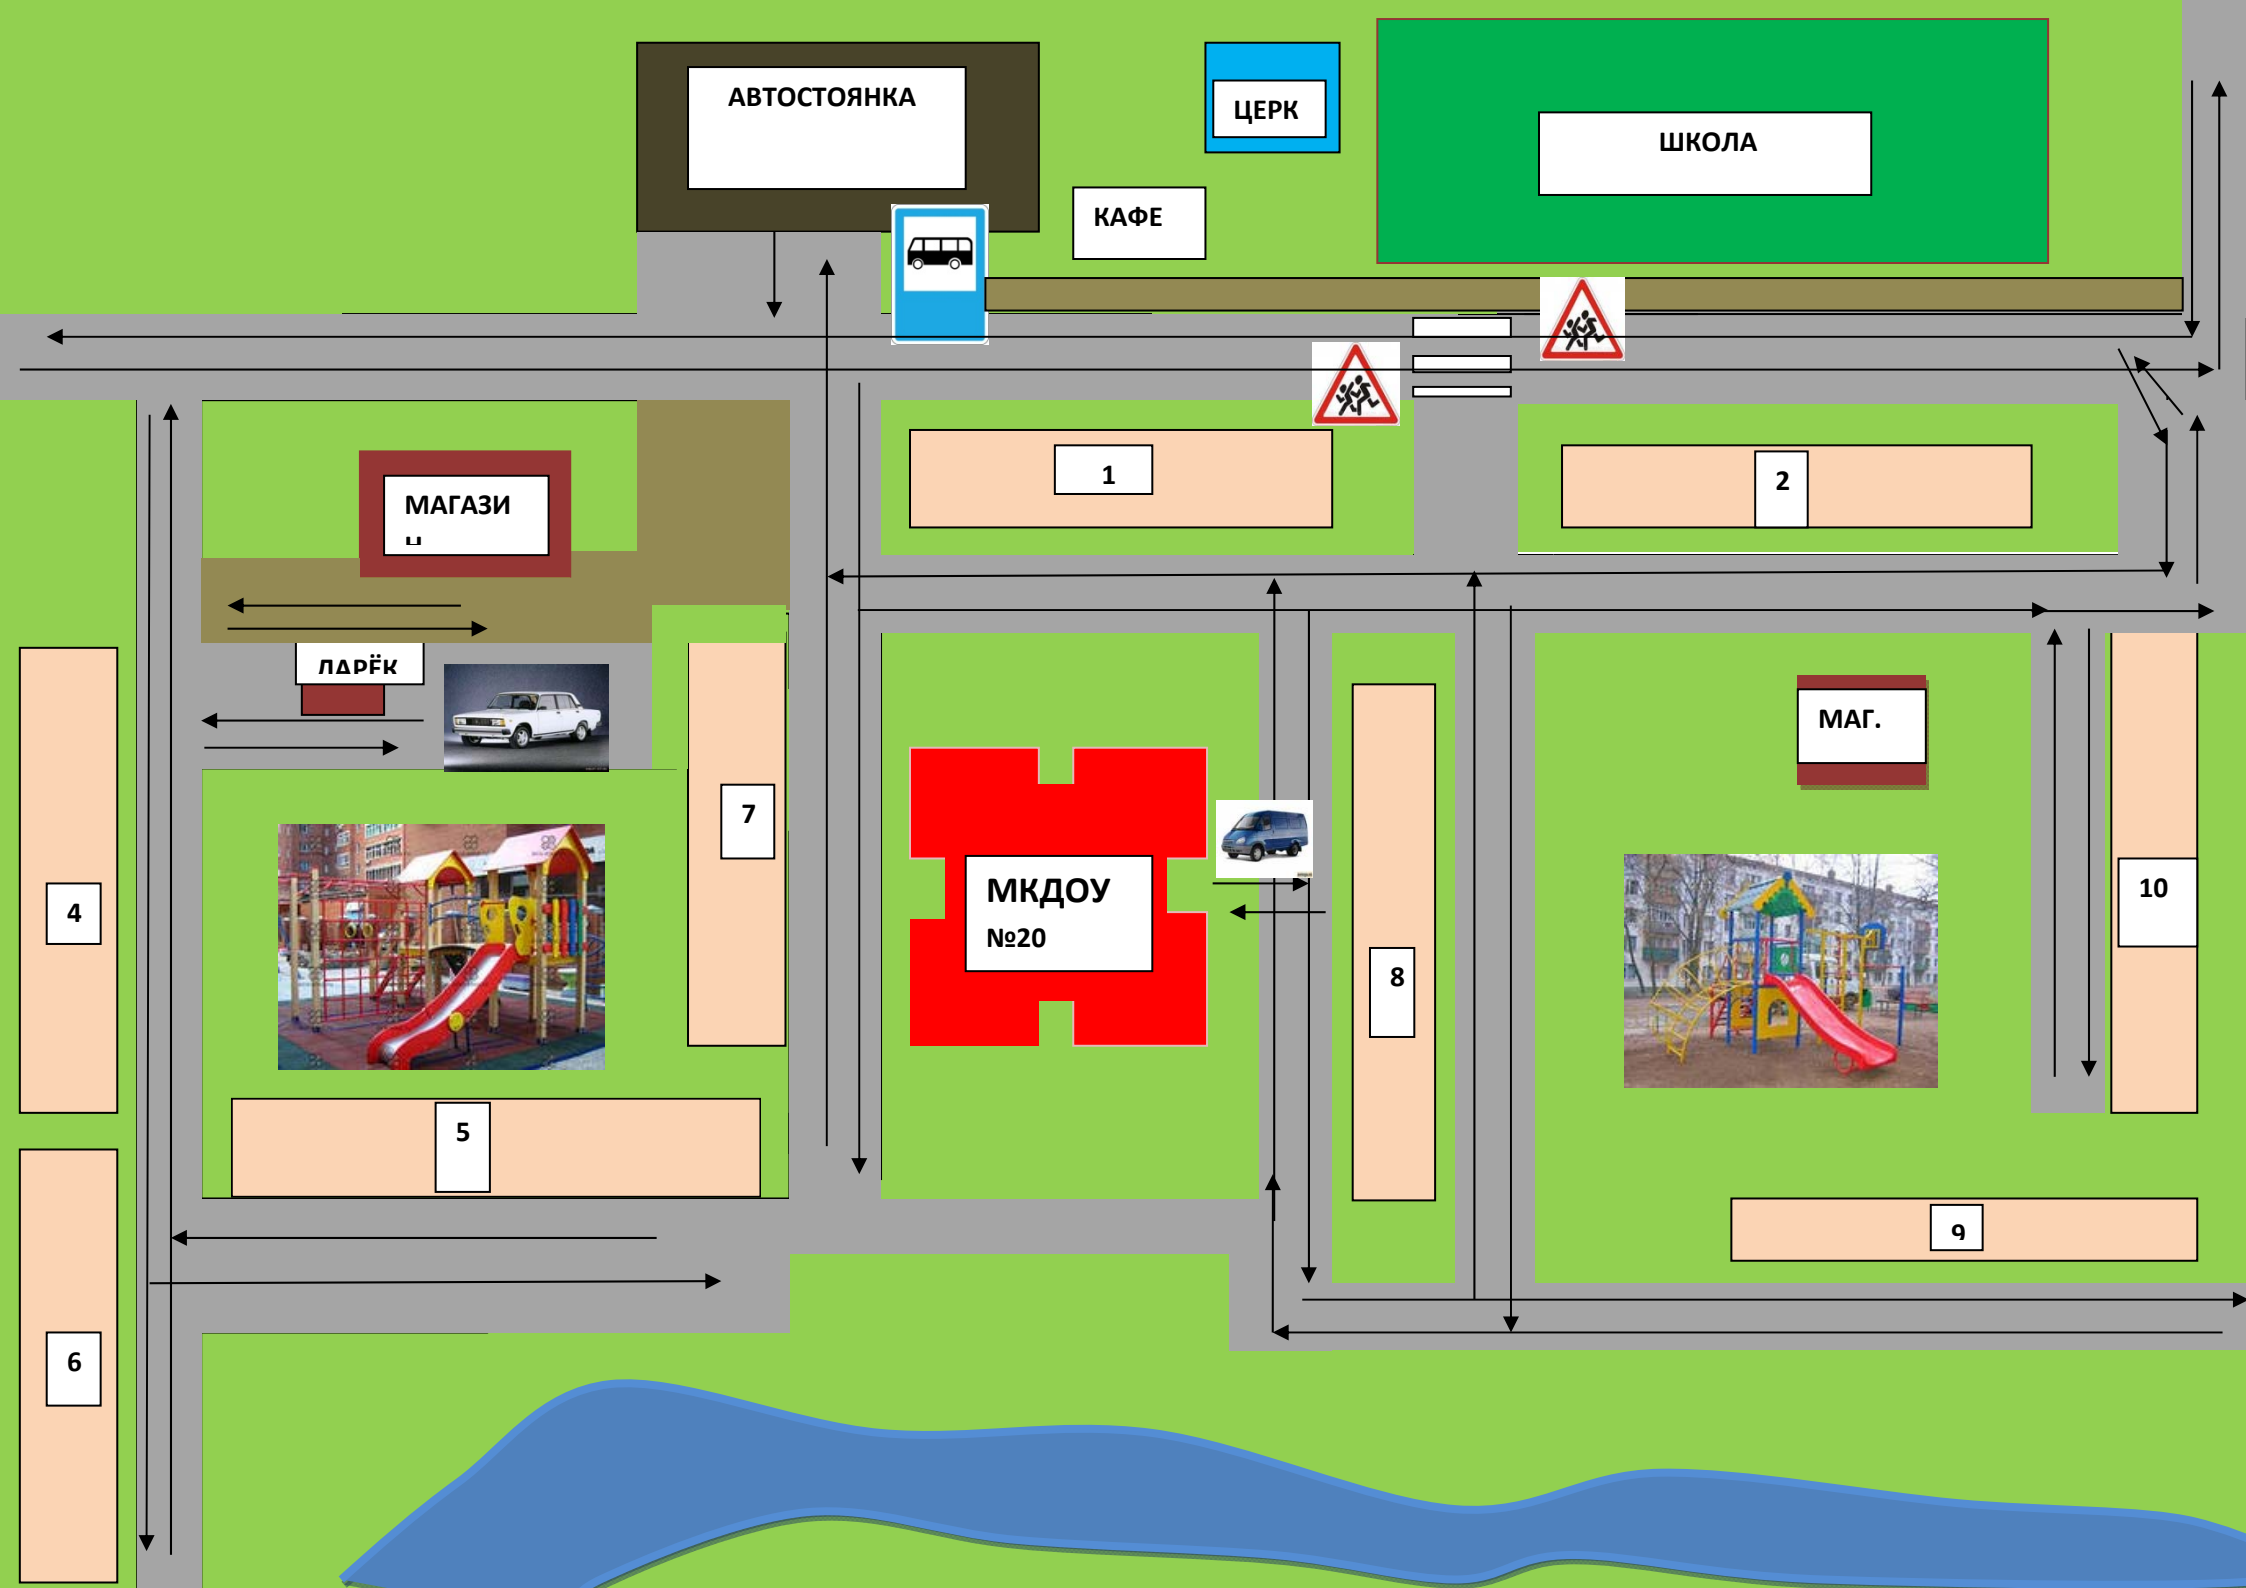 АВТОСТОЯНКА
ЦЕРК
ШКОЛА
КАФЕ
МАГАЗИ
Н
1
2
ЛАРЁК
МАГ.
7
4
МКДОУ
№20
10
8
5
9
6